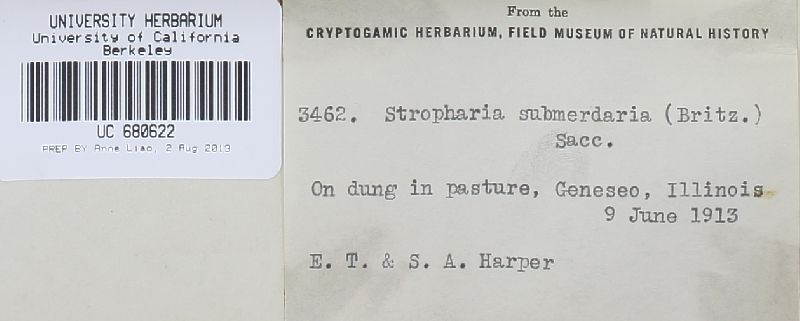 UNIVERSITY HERBARIUM
University of California
Berkeley
UC 680622
PREP BY Anne Liao, 2 Aug 2013
From the
CRYPTOGAMIC HERBARIUM, FIELD MUSEUM OF NATURAL HISTORY
3462. Stropharia submerdaria (Britz.)
Sacc.
On dung in pasture, Geneseo, Illinois
9 June 1913
E. T. & S. A. Harper